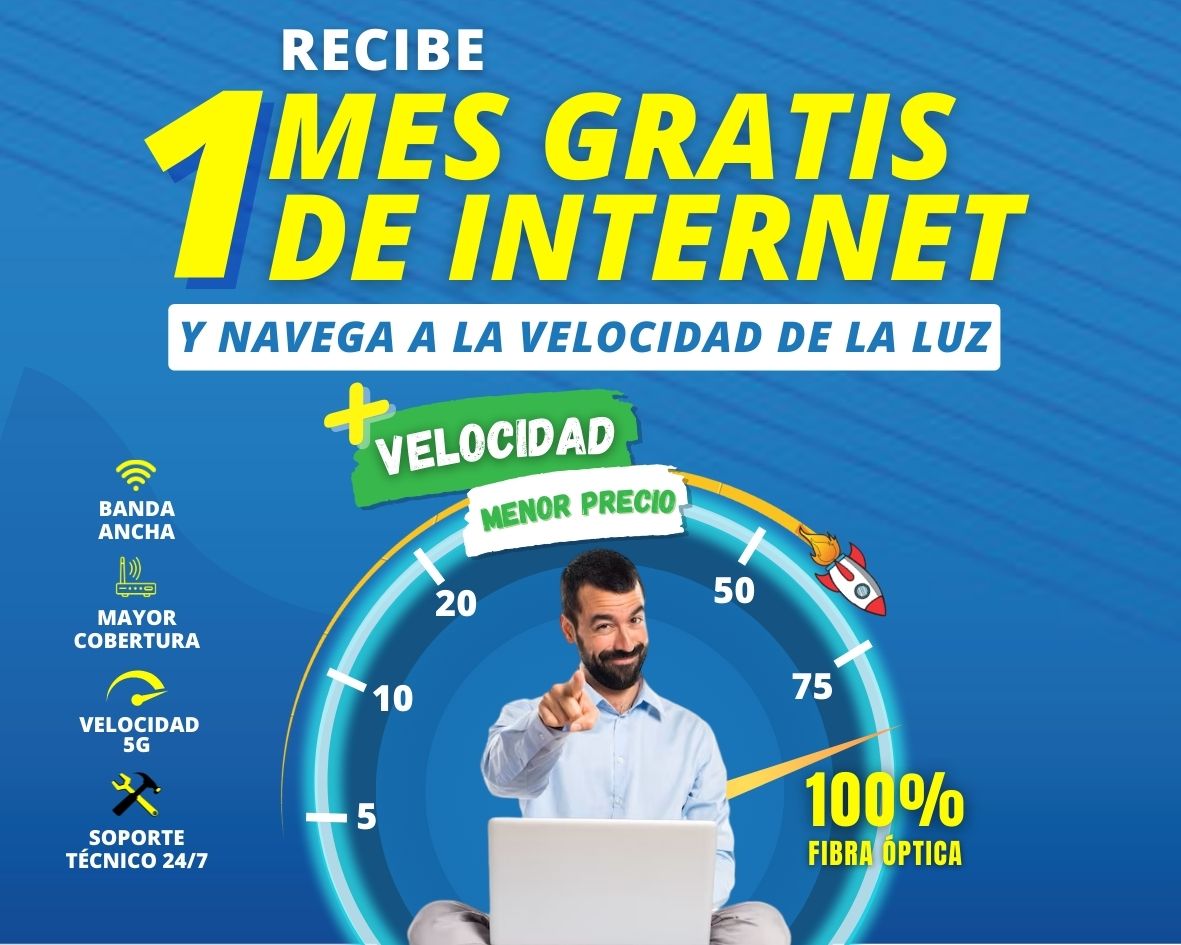 RECIBE
1 MES GRATIS
DE INTERNET
Y NAVEGA A LA VELOCIDAD DE LA LUZ
+ VELOCIDAD
MENOR PRECIO
BANDA
ANCHA
MAYOR
COBERTURA
VELOCIDAD
5G
SOPORTE
TÉCNICO 24/7
5
10
20
50
75
100%
FIBRA ÓPTICA